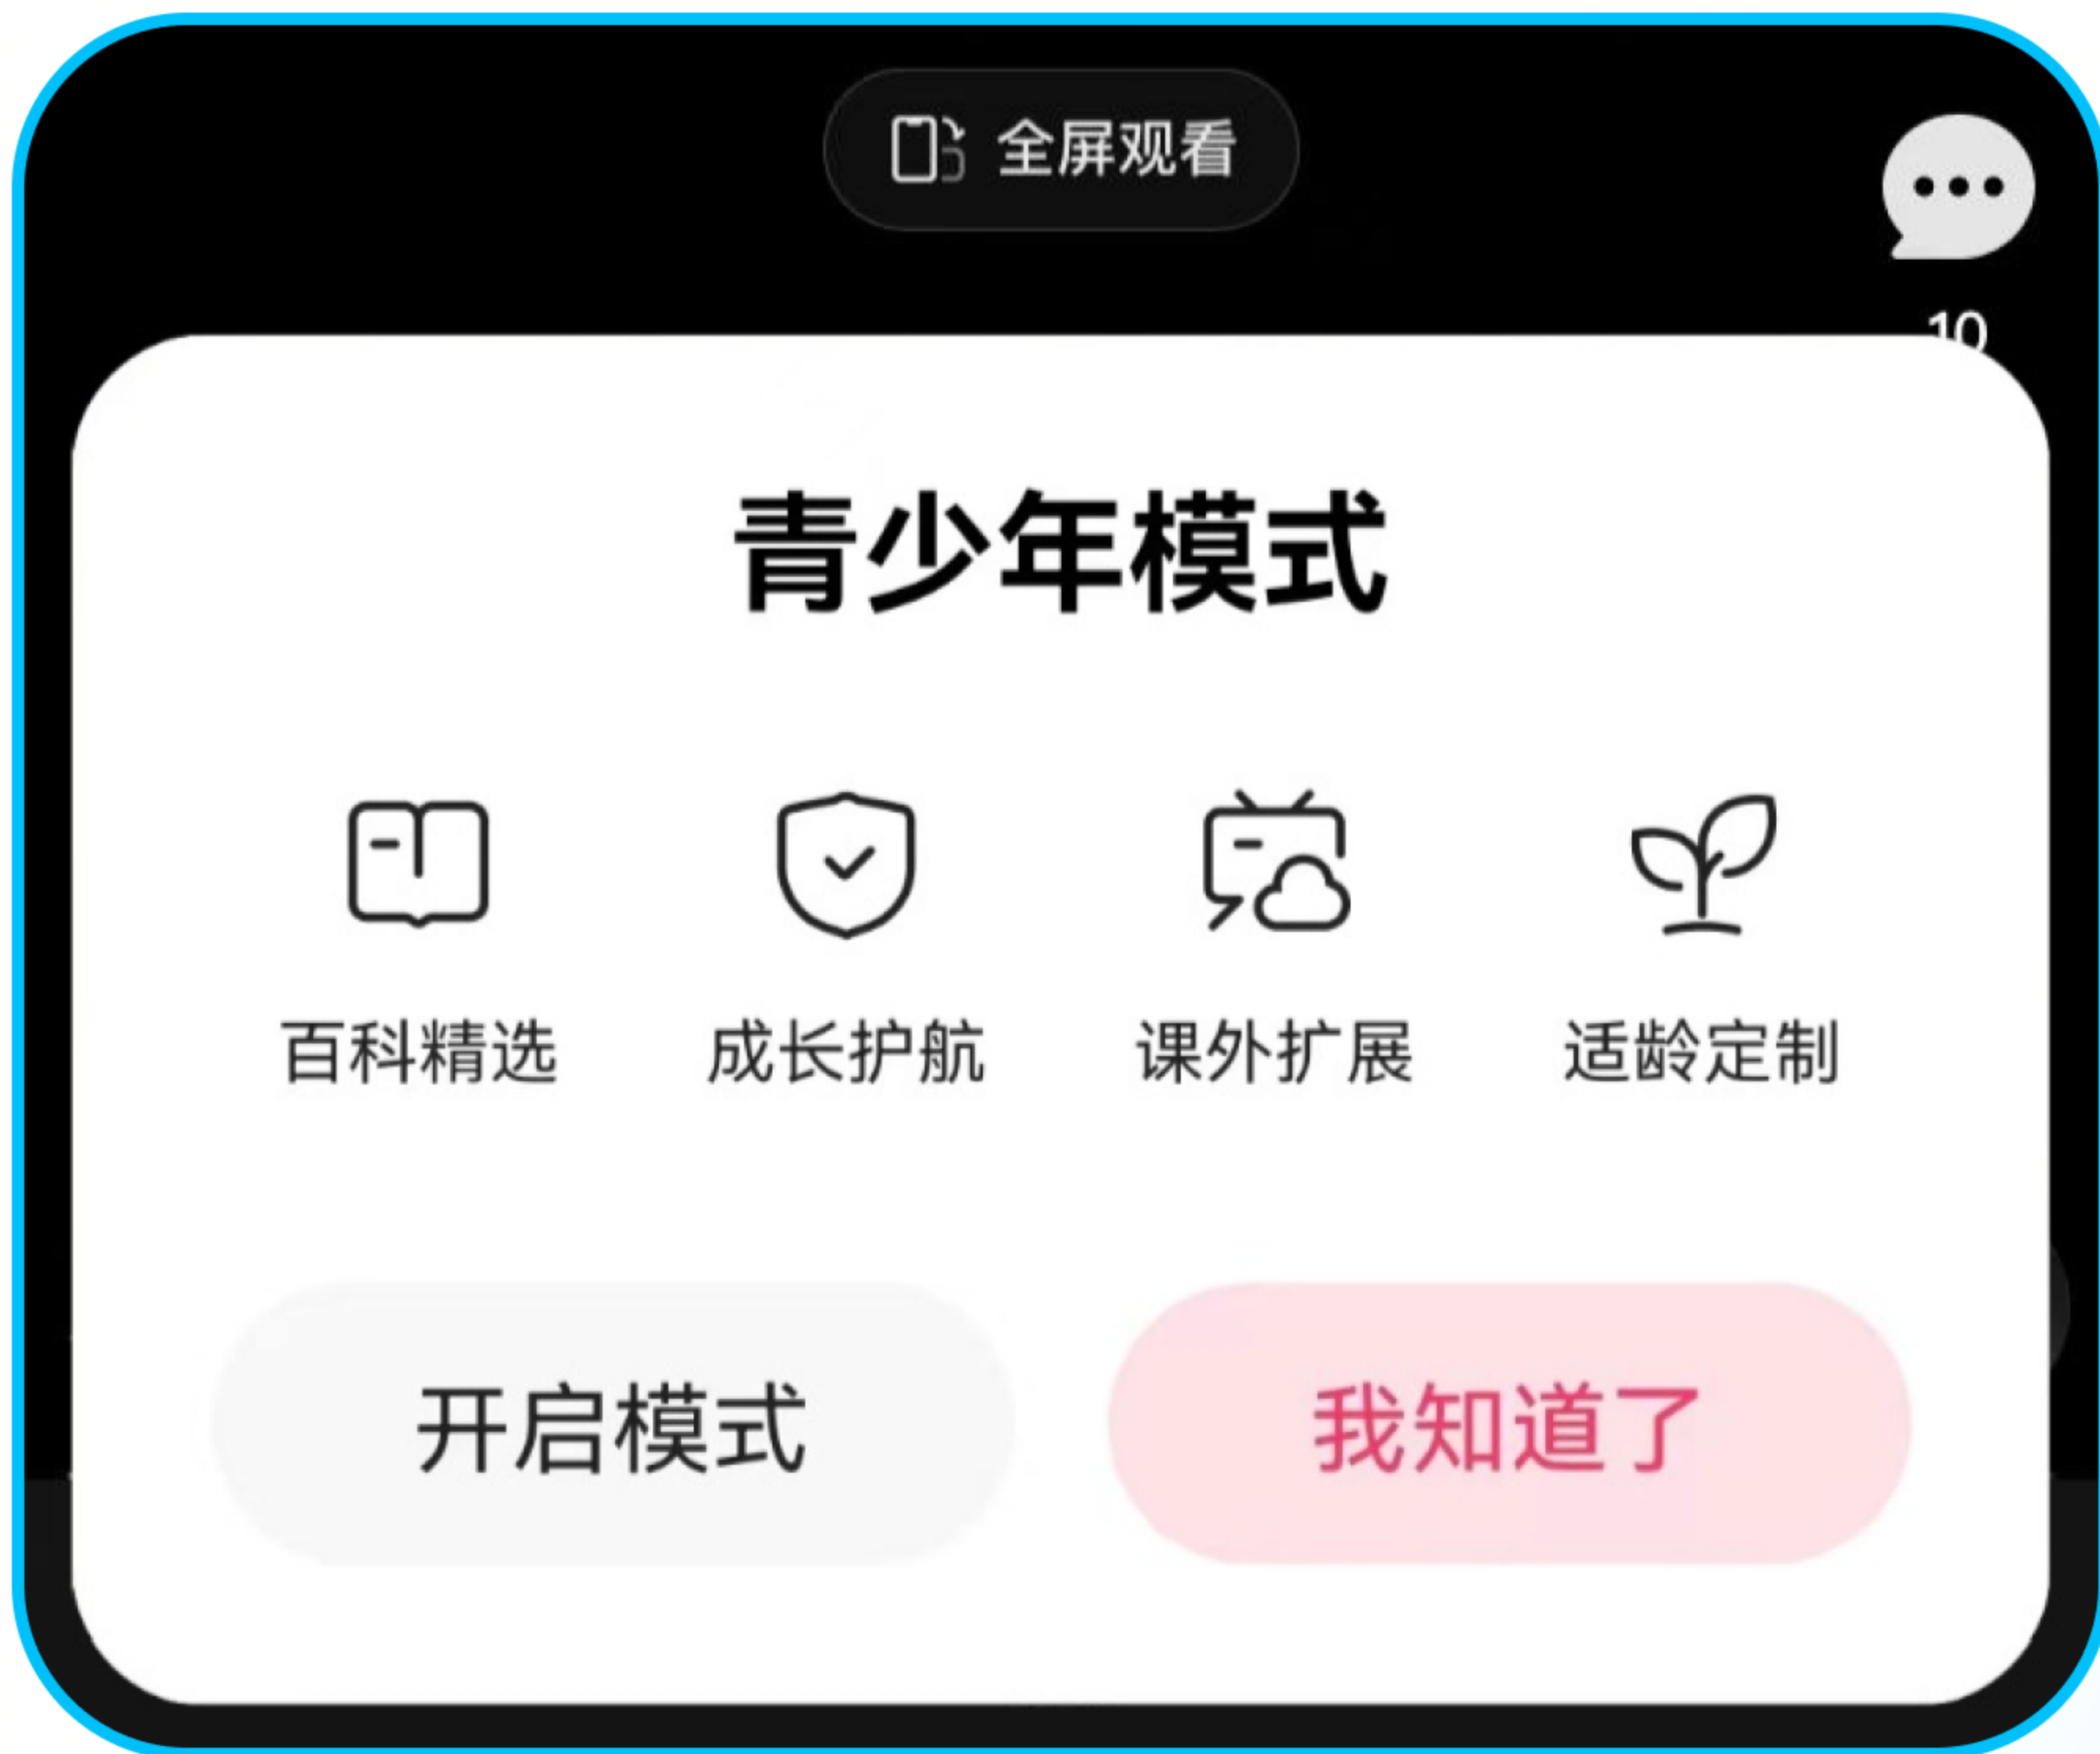 全屏观看
10
青少年模式
百科精选 成长护航 课外扩展 适龄定制
开启模式 我知道了